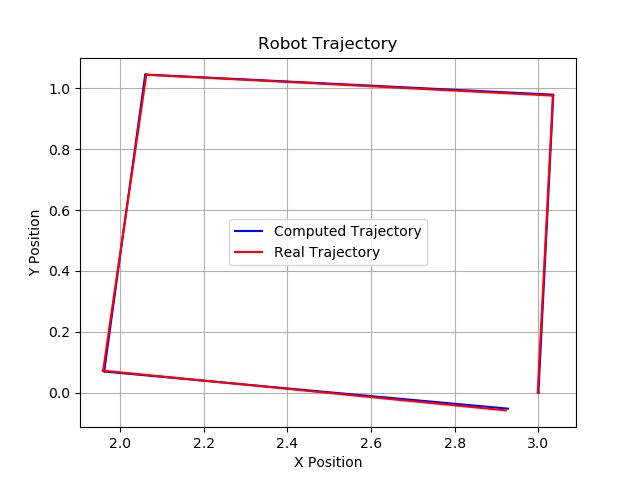 Robot Trajectory
1.0
0.8
0.6
0.4
0.2
0.0
Y Position
Computed Trajectory
Real Trajectory
2.0 2.2 2.4 2.6 2.8 3.0
X Position